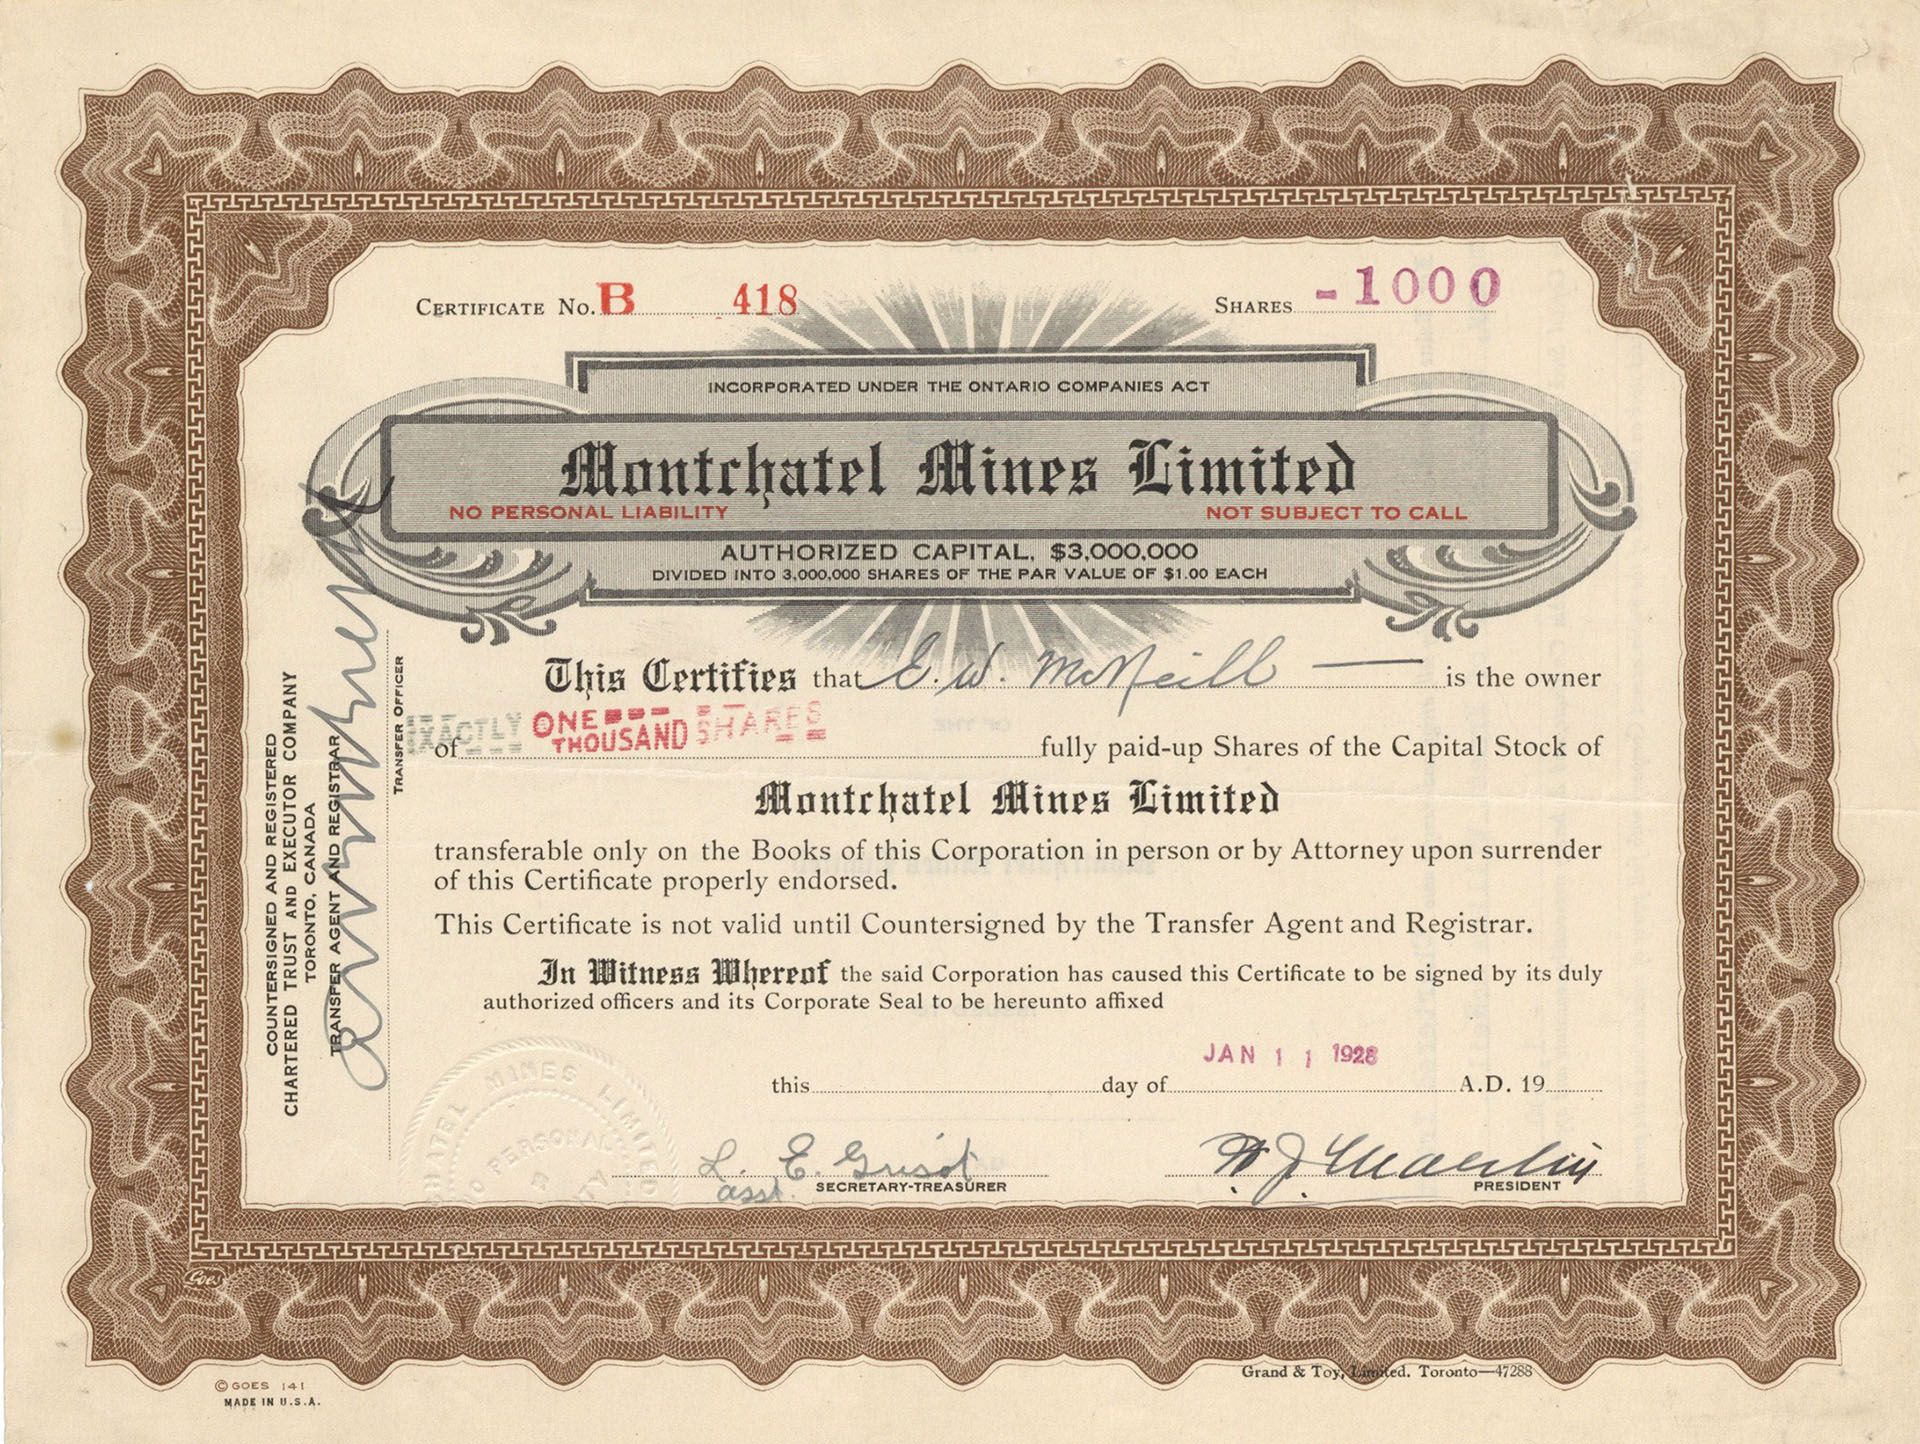 CERTIFICATE No. B 418
SHARES -1000
INCORPORATED UNDER THE ONTARIO COMPANIES ACT
Montchatel Mines Limited
NO PERSONAL LIABILITY NOT SUBJECT TO CALL
AUTHORIZED CAPITAL, $3,000,000
DIVIDED INTO 3,000,000 SHARES OF THE PAR VALUE OF $1.00 EACH
This Certifies that E. W. McNeill is the owner
of EXACTLY ONE THOUSAND SHARES fully paid-up Shares of the Capital Stock of
Montchatel Mines Limited
transferable only on the Books of this Corporation in person or by Attorney upon surrender
of this Certificate properly endorsed.
This Certificate is not valid until Countersigned by the Transfer Agent and Registrar.
In Witness Whereof the said Corporation has caused this Certificate to be signed by its duly
authorized officers and its Corporate Seal to be hereunto affixed
JAN 11 1928
this day of A.D. 19
L. E.
asst. SECRETARY-TREASURER
PRESIDENT
COUNTERSIGNED AND REGISTERED
CHARTERED TRUST AND EXECUTOR COMPANY
TORONTO, CANADA
TRANSFER AGENT AND REGISTRAR
TRANSFER OFFICER
MINES LIMITED
NO PERSONAL
Goes
© GOES 141
MADE IN U.S.A.
Grand & Toy, Limited. Toronto—47288